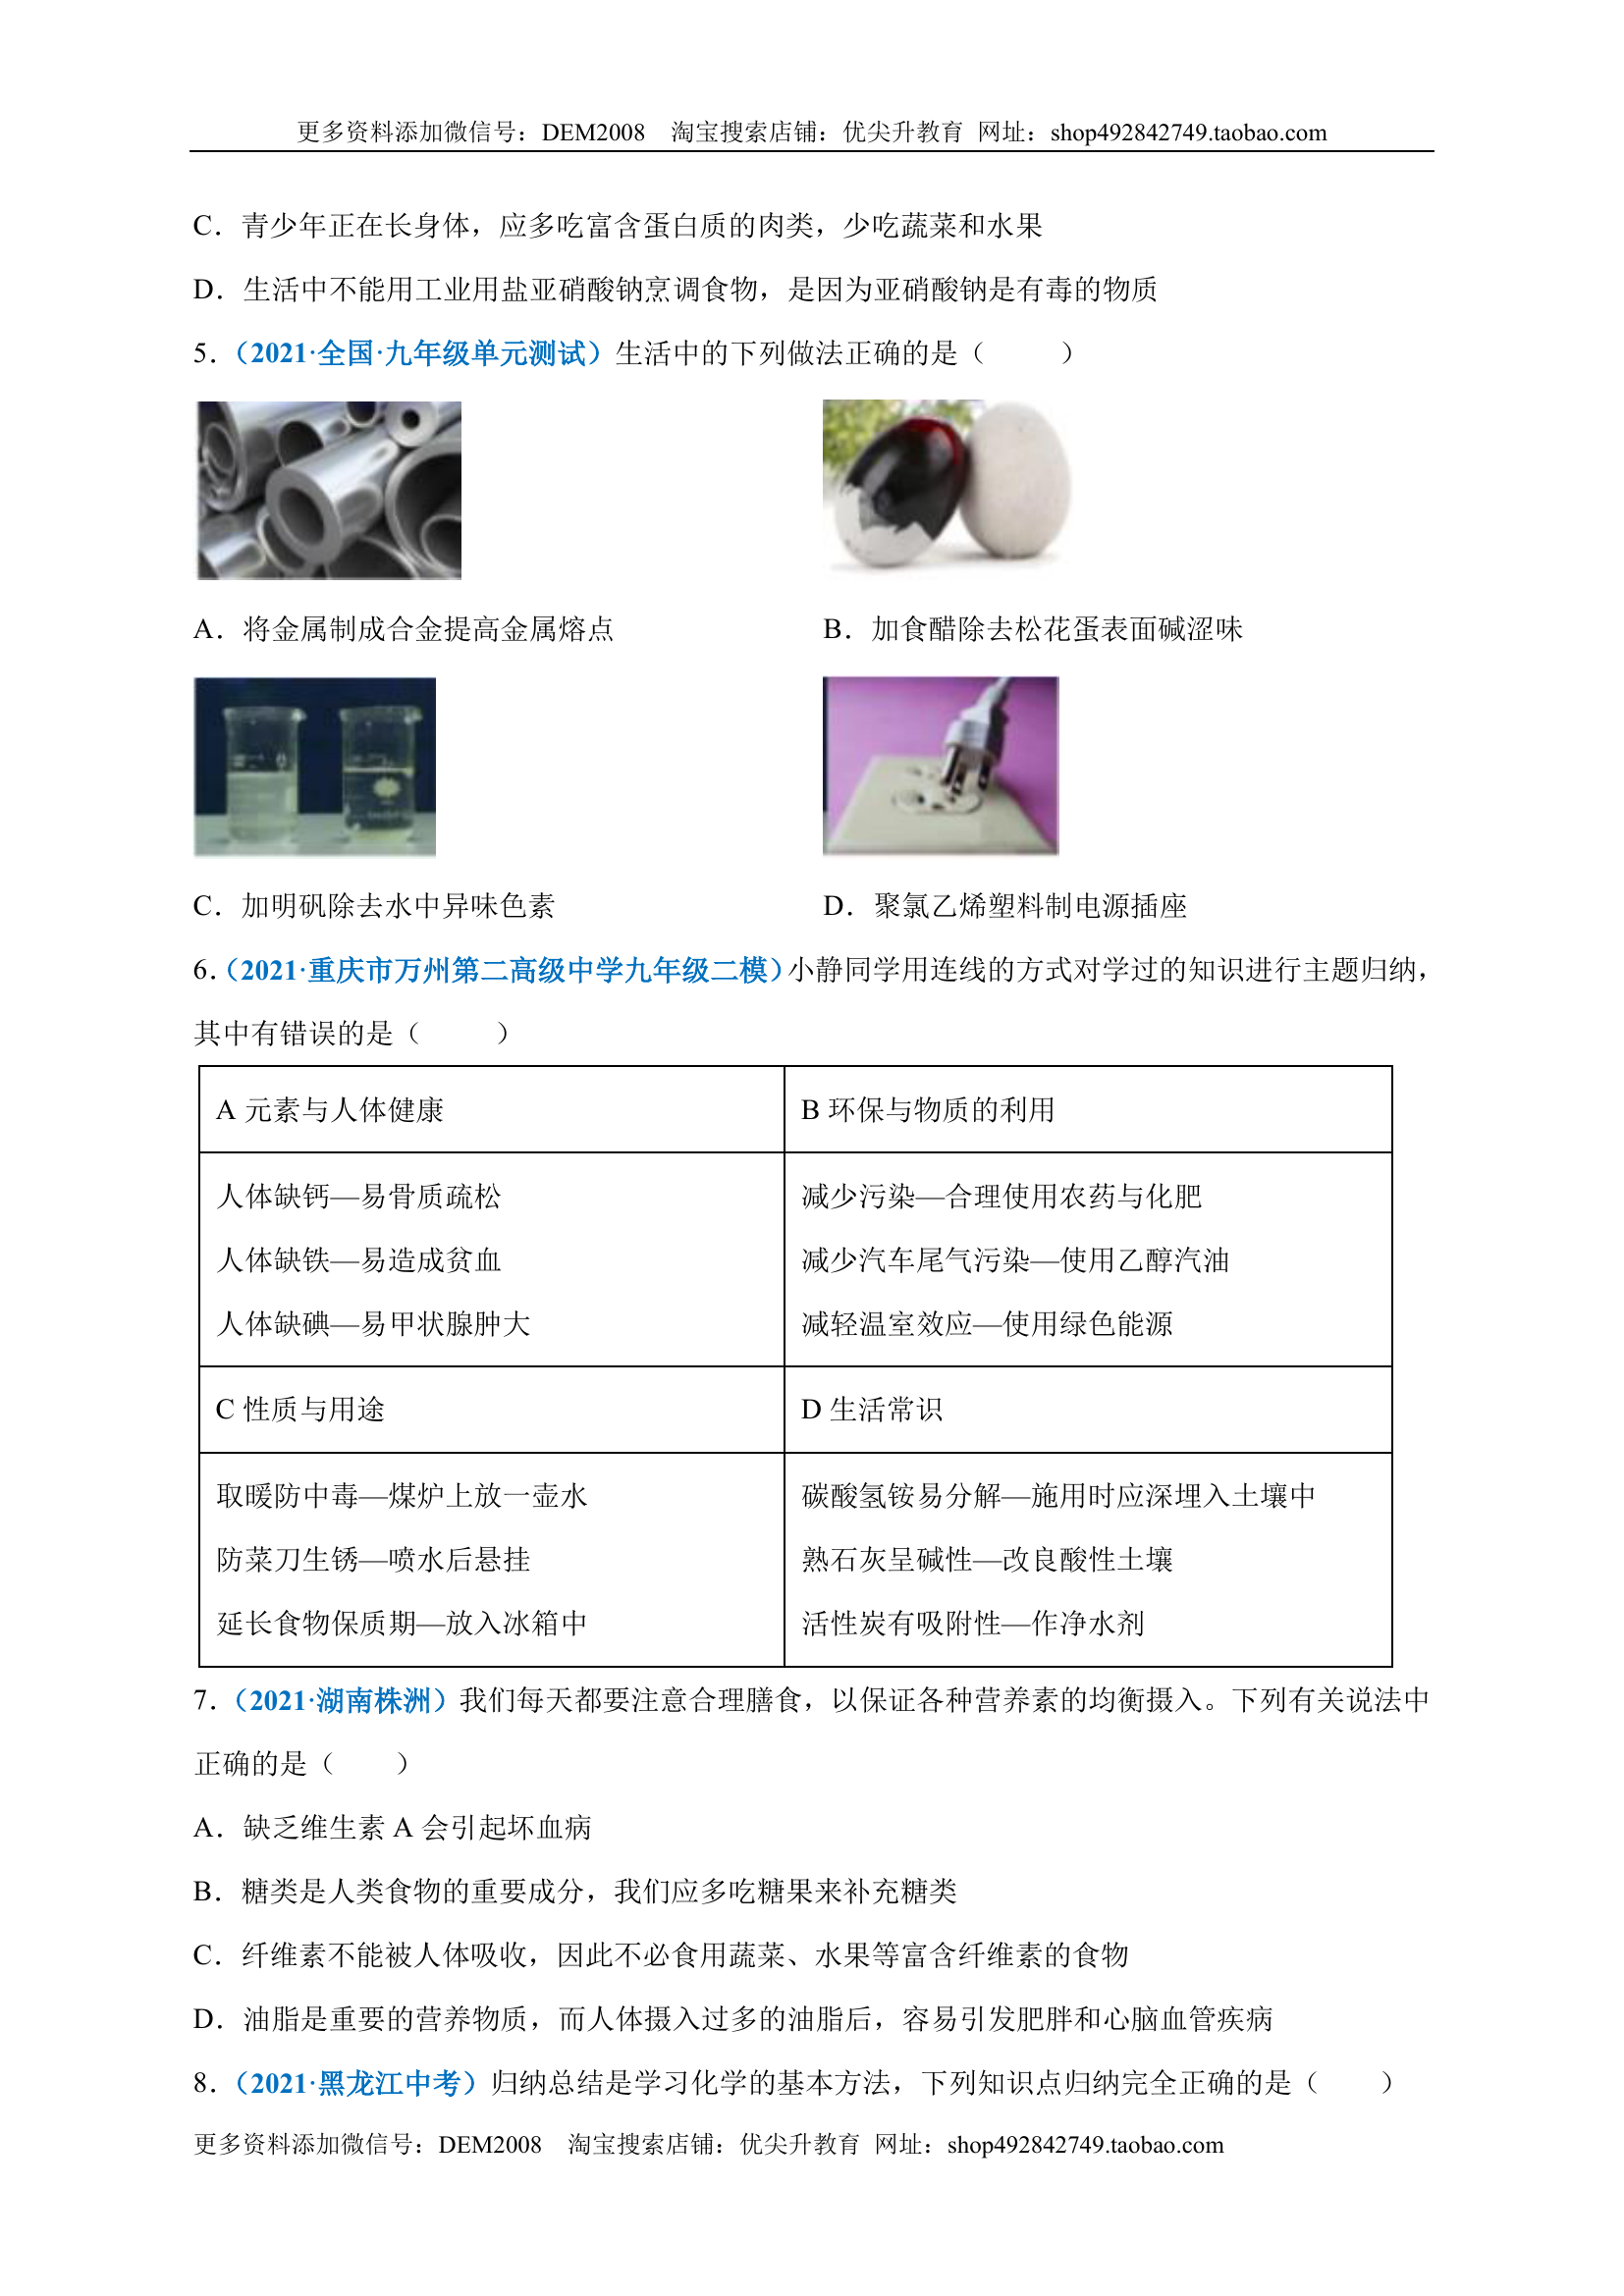 更多资料添加微信号：DEM2008 淘宝搜索店铺：优尖升教育 网址：shop492842749.taobao.com
C．青少年正在长身体，应多吃富含蛋白质的肉类，少吃蔬菜和水果
D．生活中不能用工业用盐亚硝酸钠烹调食物，是因为亚硝酸钠是有毒的物质
5．（2021·全国·九年级单元测试）生活中的下列做法正确的是（ ）
A．将金属制成合金提高金属熔点 B．加食醋除去松花蛋表面碱涩味
C．加明矾除去水中异味色素 D．聚氯乙烯塑料制电源插座
6．（2021·重庆市万州第二高级中学九年级二模）小静同学用连线的方式对学过的知识进行主题归纳，
其中有错误的是（ ）
A 元素与人体健康 B 环保与物质的利用
人体缺钙—易骨质疏松 减少污染—合理使用农药与化肥
人体缺铁—易造成贫血 减少汽车尾气污染—使用乙醇汽油
人体缺碘—易甲状腺肿大 减轻温室效应—使用绿色能源
C 性质与用途 D 生活常识
取暖防中毒—煤炉上放一壶水 碳酸氢铵易分解—施用时应深埋入土壤中
防菜刀生锈—喷水后悬挂 熟石灰呈碱性—改良酸性土壤
延长食物保质期—放入冰箱中 活性炭有吸附性—作净水剂
7．（2021·湖南株洲）我们每天都要注意合理膳食，以保证各种营养素的均衡摄入。下列有关说法中
正确的是（ ）
A．缺乏维生素 A 会引起坏血病
B．糖类是人类食物的重要成分，我们应多吃糖果来补充糖类
C．纤维素不能被人体吸收，因此不必食用蔬菜、水果等富含纤维素的食物
D．油脂是重要的营养物质，而人体摄入过多的油脂后，容易引发肥胖和心脑血管疾病
8．（2021·黑龙江中考）归纳总结是学习化学的基本方法，下列知识点归纳完全正确的是（ ）
更多资料添加微信号：DEM2008 淘宝搜索店铺：优尖升教育 网址：shop492842749.taobao.com